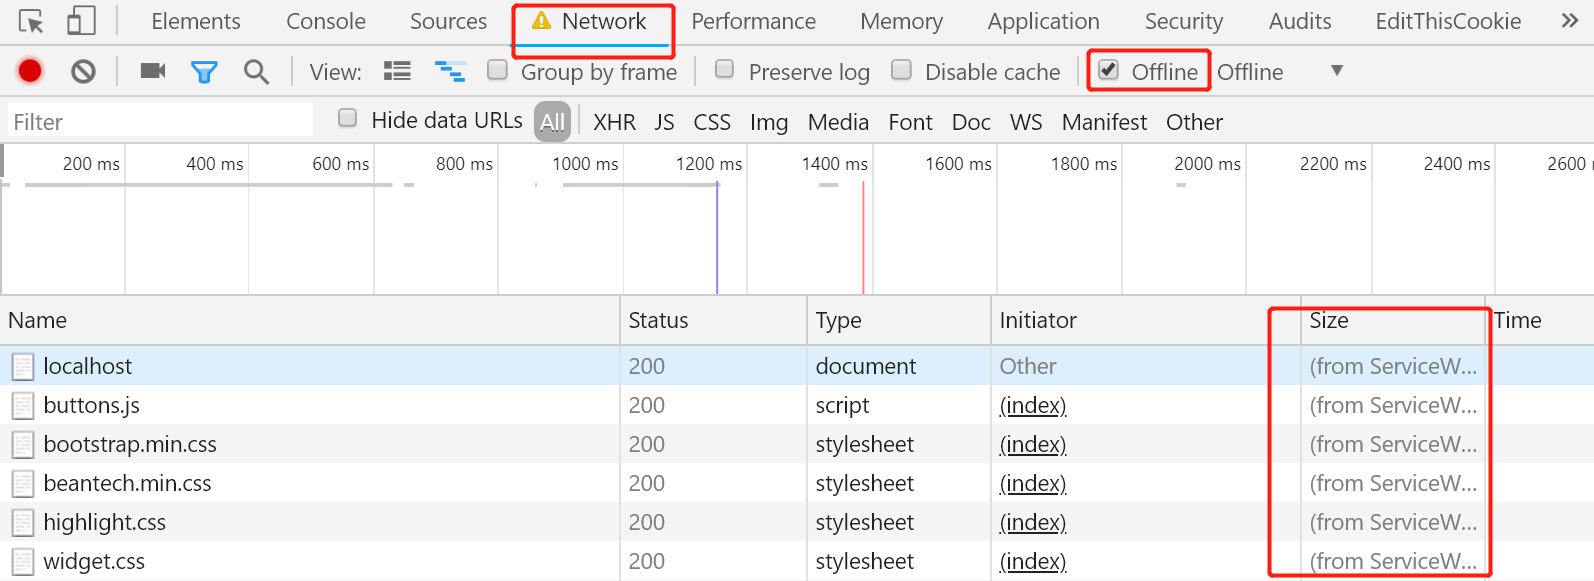 Elements Console Sources Network Performance Memory Application Security Audits EditThisCookie »
View: Group by frame Preserve log Disable cache Offline Offline
Filter Hide data URLs All XHR JS CSS Img Media Font Doc WS Manifest Other
200 ms 400 ms 600 ms 800 ms 1000 ms 1200 ms 1400 ms 1600 ms 1800 ms 2000 ms 2200 ms 2400 ms 2600
Name Status Type Initiator Size Time
localhost 200 document Other (from ServiceW...
buttons.js 200 script (index) (from ServiceW...
bootstrap.min.css 200 stylesheet (index) (from ServiceW...
beantech.min.css 200 stylesheet (index) (from ServiceW...
highlight.css 200 stylesheet (index) (from ServiceW...
widget.css 200 stylesheet (index) (from ServiceW...